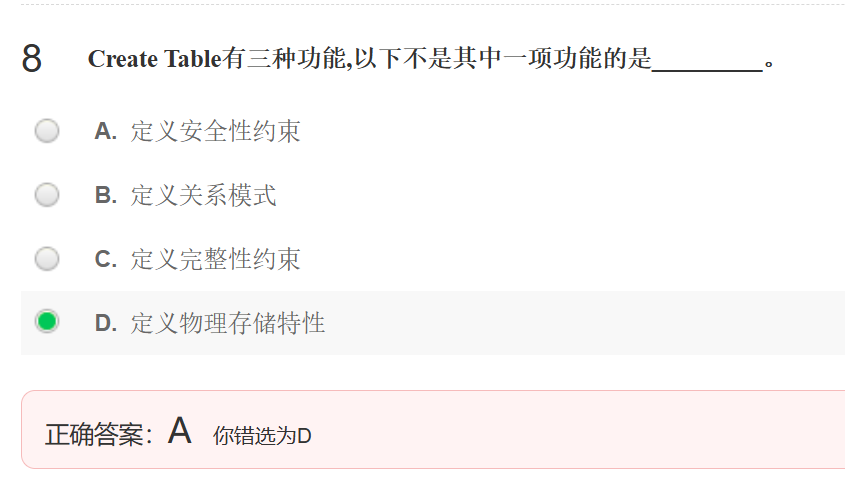 8 Create Table有三种功能,以下不是其中一项功能的是_________。
A. 定义安全性约束
B. 定义关系模式
C. 定义完整性约束
D. 定义物理存储特性
正确答案：A 你错选为D